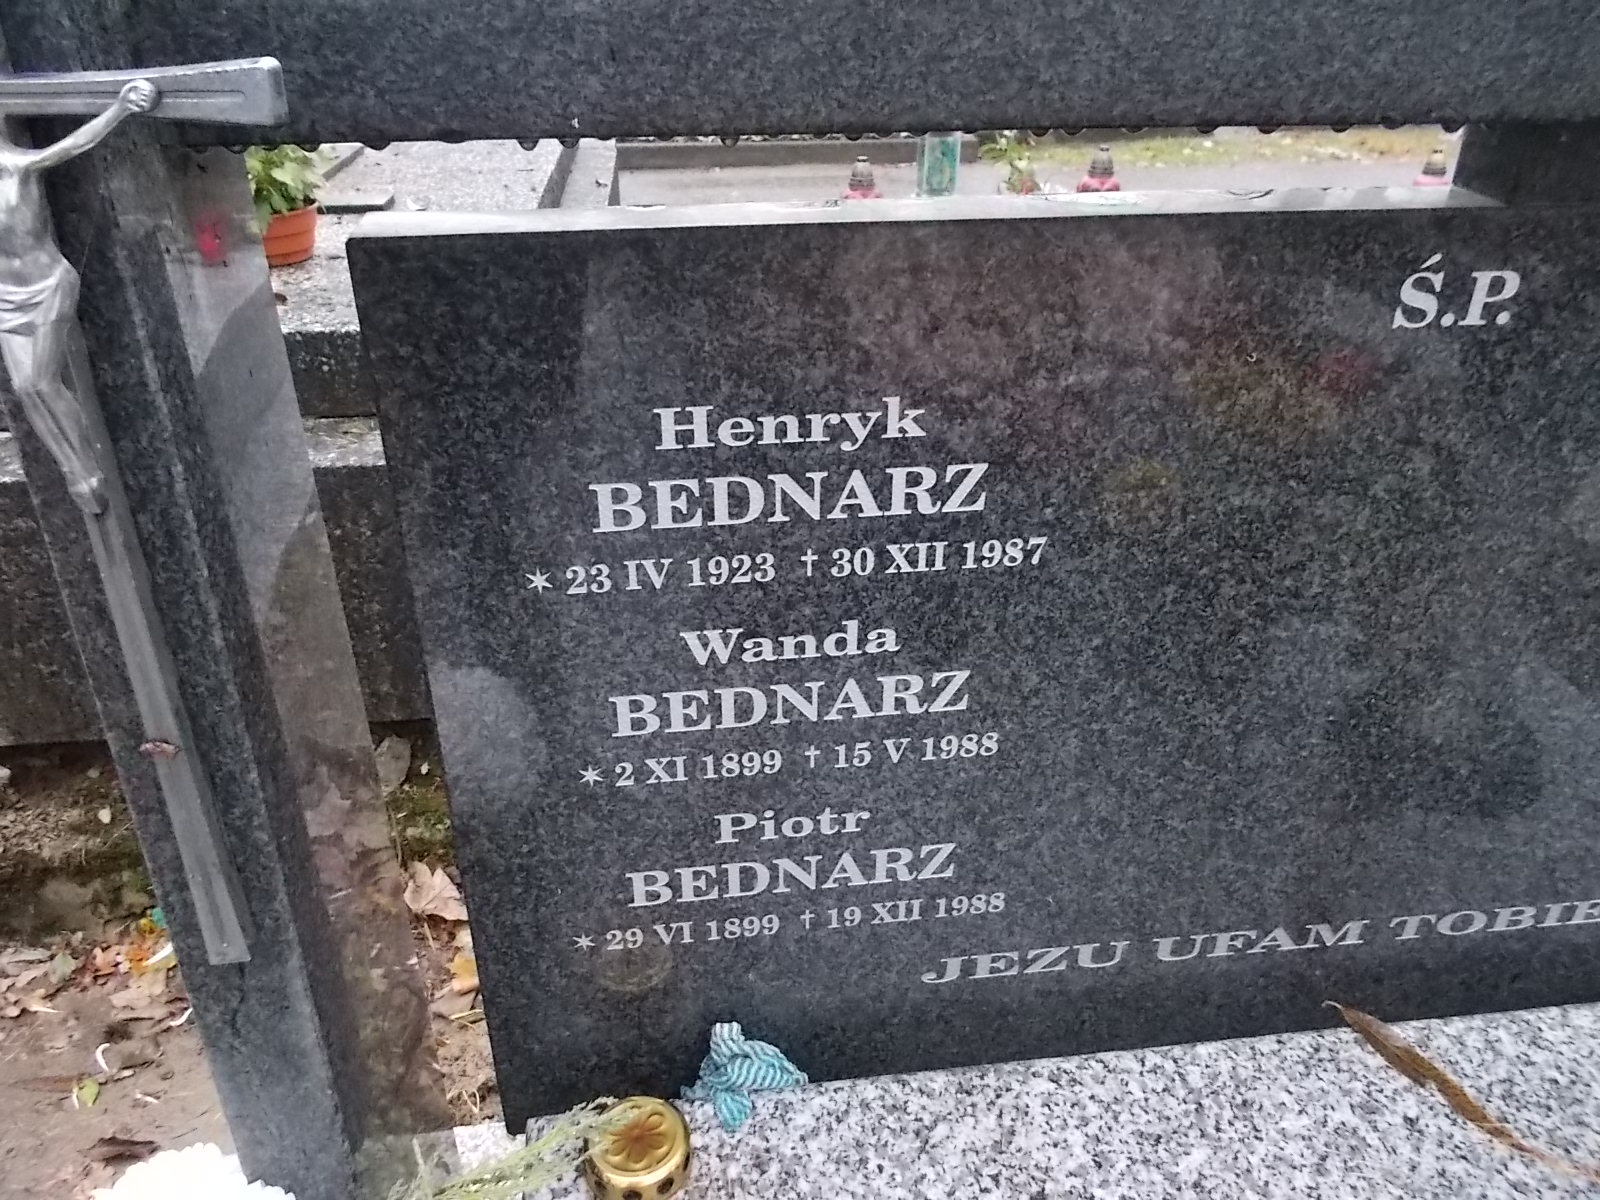 Ś.P.
Henryk
BEDNARZ
✶ 23 IV 1923 † 30 XII 1987
Wanda
BEDNARZ
✶ 2 XI 1899 † 15 V 1988
Piotr
BEDNARZ
✶ 29 VI 1899 † 19 XII 1988
JEZU UFAM TOBIE